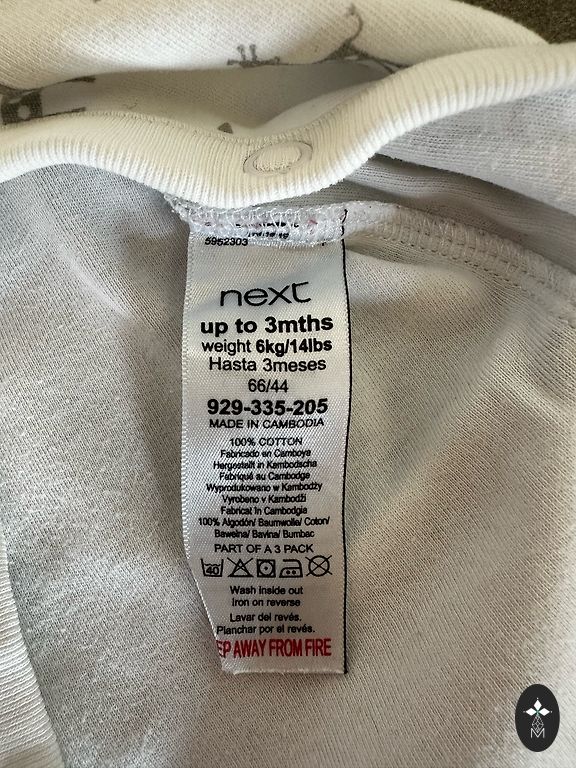 5952303
next
up to 3mths
weight 6kg/14lbs
Hasta 3meses
66/44
929-335-205
MADE IN CAMBODIA
100% COTTON
Fabricado en Camboya
Hergestellt in Kambodscha
Fabriqué au Cambodge
Wyprodukowano w Kambodży
Vyrobeno v Kambodži
Fabricat în Cambodgia
100% Algodón/ Baumwolle/ Coton/
Bawełna/ Bavlna/ Bumbac
PART OF A 3 PACK
40
Wash inside out
Iron on reverse
Lavar del revés.
Planchar por el revés.
EP AWAY FROM FIRE
M